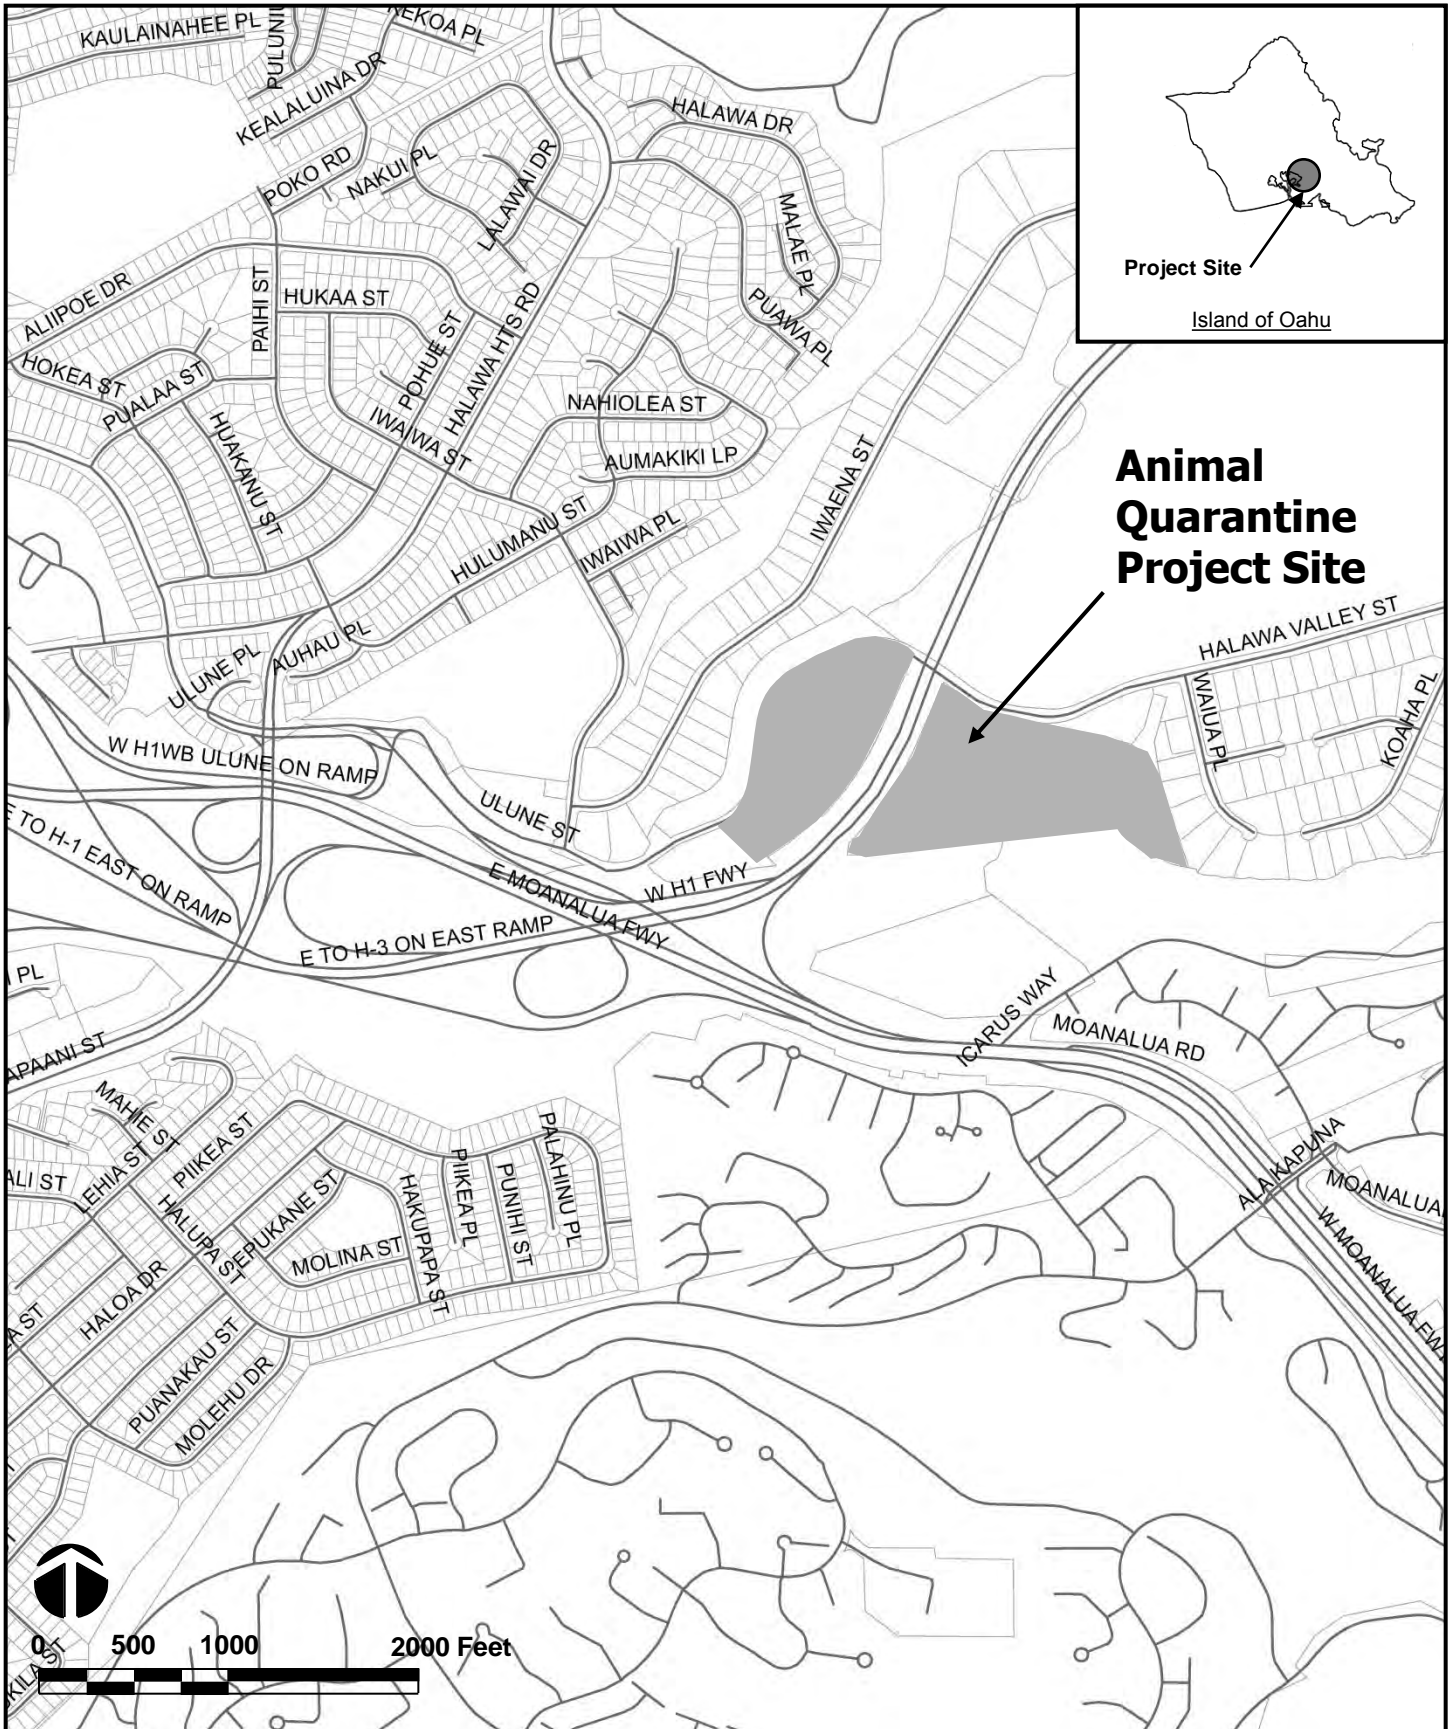 KAULAINAHEE PL
KEALALUINA DR
POKO RD
NAKUI PL
LALAWAI DR
HALAWA DR
MALAE PL
PUAWA PL
Project Site
Island of Oahu
ALIIPOE DR
PAIHI ST
HUKAA ST
POHUE ST
HALAWA HTS RD
HOKEA ST
PUALAA ST
HUAKANU ST
IWAIWA ST
NAHIOLEA ST
AUMAKIKI LP
IWAENA ST
HULUMANU ST
IWAIWA PL
Animal
Quarantine
Project Site
HALAWA VALLEY ST
WAIUA PL
KOAHA PL
ULUNE PL
AUHAU PL
W H1WB ULUNE ON RAMP
ULUNE ST
E TO H-1 EAST ON RAMP
E MOANALUA FWY
W H1 FWY
E TO H-3 ON EAST RAMP
PL
APAANI ST
ICARUS WAY
MOANALUA RD
MAHIE ST
LEHIA ST
PIIKEA ST
ALI ST
HALUPA ST
EPUKANE ST
MOLINA ST
HAKUPAPA ST
PIIKEA PL
PUNIHI ST
PALAHINU PL
ALAIKAPUNA
MOANALUA
W MOANALUA FWY
A ST
HALOA DR
PUANAKAU ST
MOLEHU DR
0 500 1000 2000 Feet